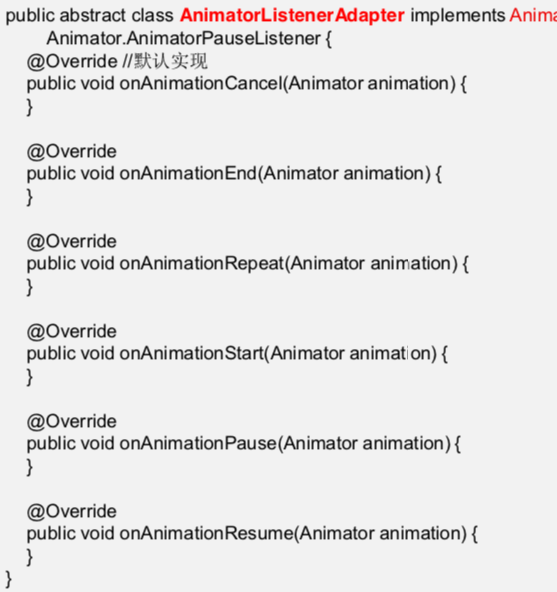 public abstract class AnimatorListenerAdapter implements Anima
Animator.AnimatorPauseListener {
@Override //默认实现
public void onAnimationCancel(Animator animation) {
}
@Override
public void onAnimationEnd(Animator animation) {
}
@Override
public void onAnimationRepeat(Animator animation) {
}
@Override
public void onAnimationStart(Animator animation) {
}
@Override
public void onAnimationPause(Animator animation) {
}
@Override
public void onAnimationResume(Animator animation) {
}
}